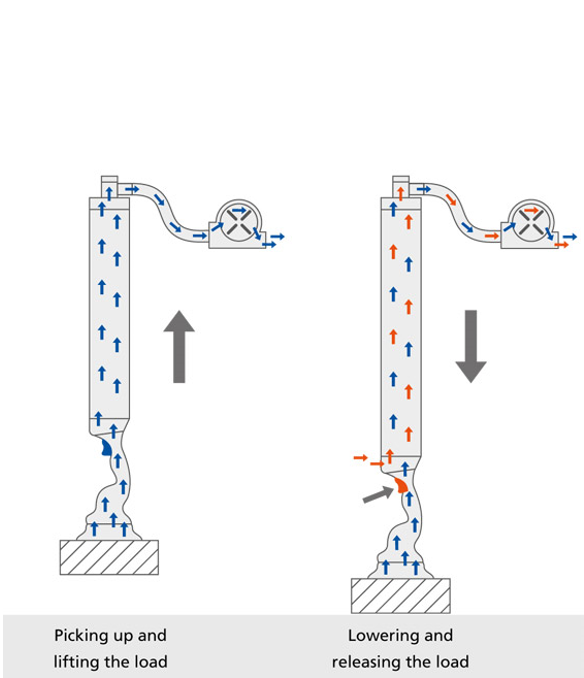 Picking up and
lifting the load
Lowering and
releasing the load